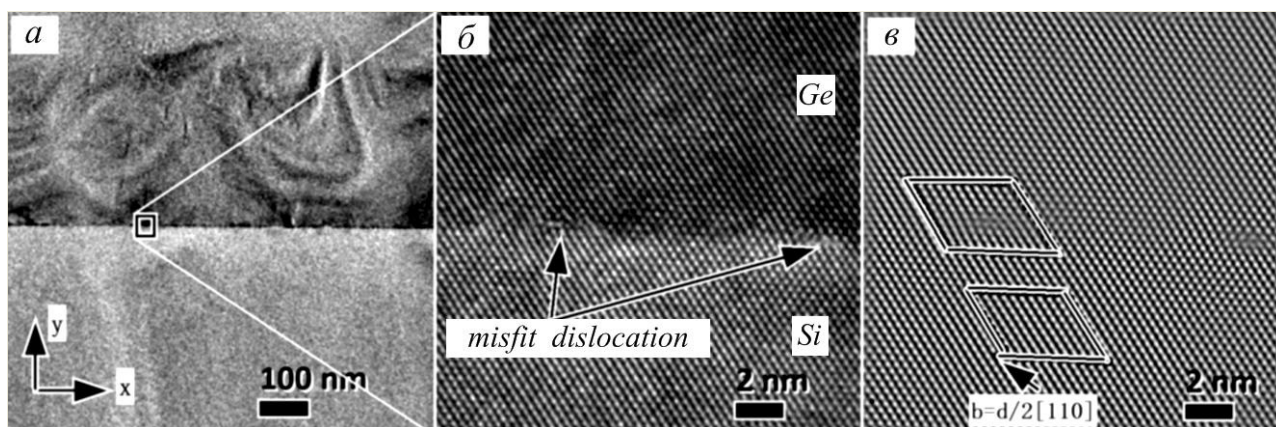 а
y
x
100 nm
б
Ge
misfit dislocation
Si
2 nm
в
b=d/2[110]
2 nm